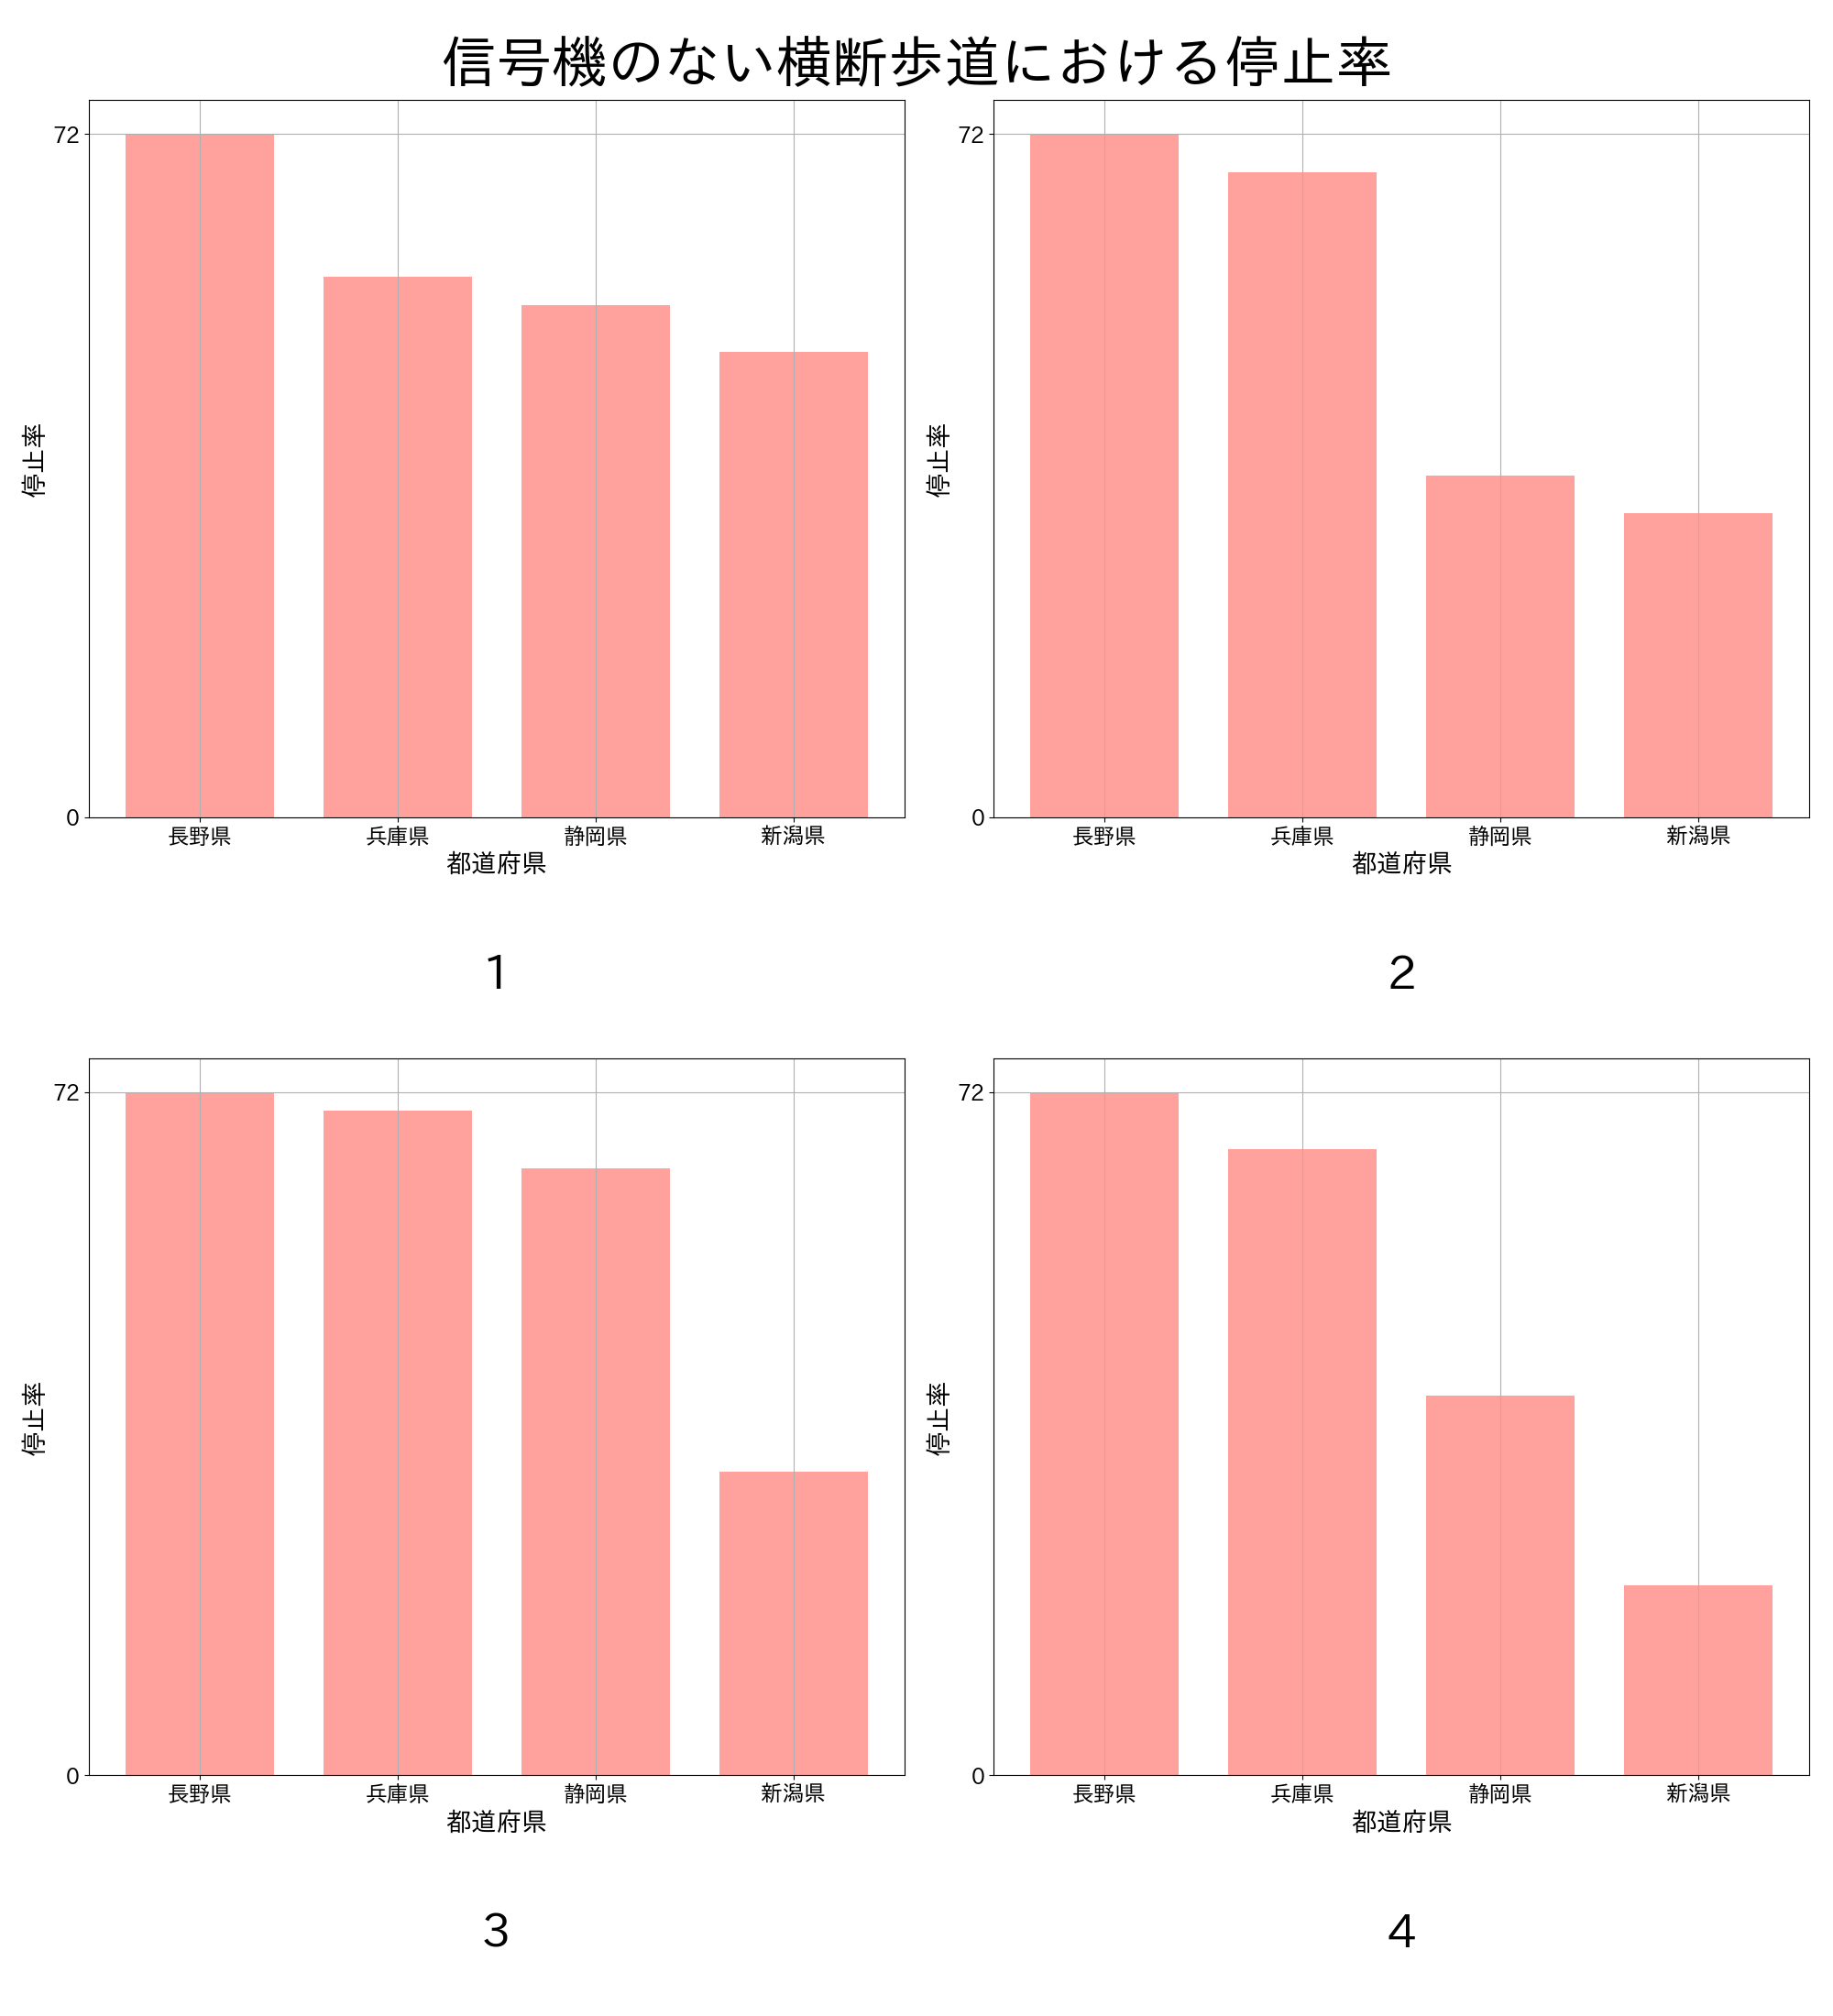 信号機のない横断歩道における停止率
72
停止率
0
長野県 兵庫県 静岡県 新潟県
都道府県
1
72
停止率
0
長野県 兵庫県 静岡県 新潟県
都道府県
2
72
停止率
0
長野県 兵庫県 静岡県 新潟県
都道府県
3
72
停止率
0
長野県 兵庫県 静岡県 新潟県
都道府県
4